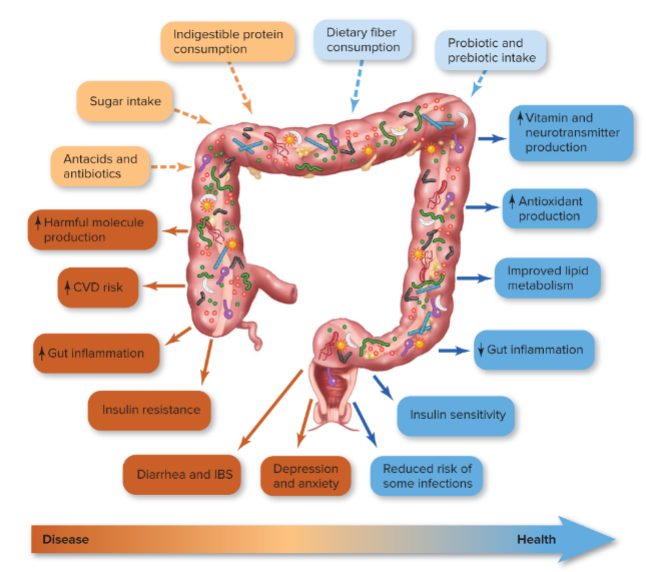 Indigestible protein
consumption
Dietary fiber
consumption
Probiotic and
prebiotic intake
Sugar intake
Antacids and
antibiotics
↑ Vitamin and
neurotransmitter
production
↑ Harmful molecule
production
↑ Antioxidant
production
↑ CVD risk
Improved lipid
metabolism
↑ Gut inflammation
↓ Gut inflammation
Insulin resistance
Insulin sensitivity
Diarrhea and IBS
Depression
and anxiety
Reduced risk of
some infections
Disease
Health